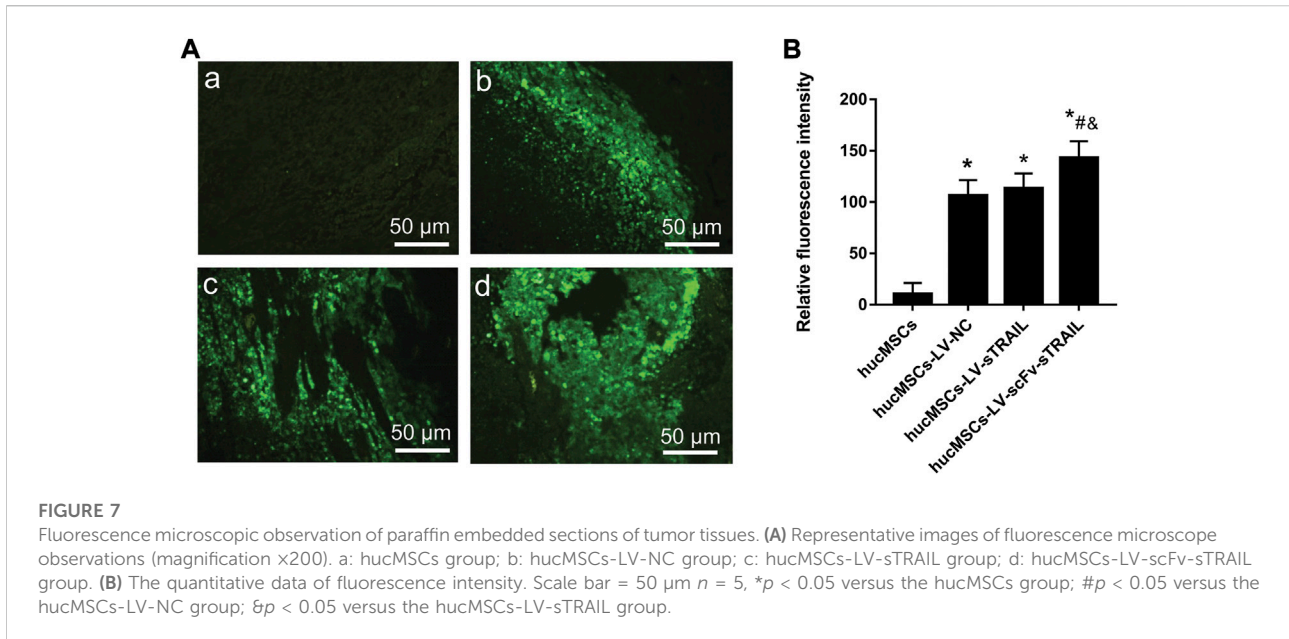 A
a
50 μm
b
50 μm
c
50 μm
d
50 μm
B
Relative fluorescence intensity
200
150
100
50
0
*
*
*#&
hucMSCs
hucMSCs-LV-NC
hucMSCs-LV-sTRAIL
hucMSCs-LV-scFv-sTRAIL
FIGURE 7
Fluorescence microscopic observation of paraffin embedded sections of tumor tissues. (A) Representative images of fluorescence microscope
observations (magnification ×200). a: hucMSCs group; b: hucMSCs-LV-NC group; c: hucMSCs-LV-sTRAIL group; d: hucMSCs-LV-scFv-sTRAIL
group. (B) The quantitative data of fluorescence intensity. Scale bar = 50 μm n = 5, *p < 0.05 versus the hucMSCs group; #p < 0.05 versus the
hucMSCs-LV-NC group; &p < 0.05 versus the hucMSCs-LV-sTRAIL group.